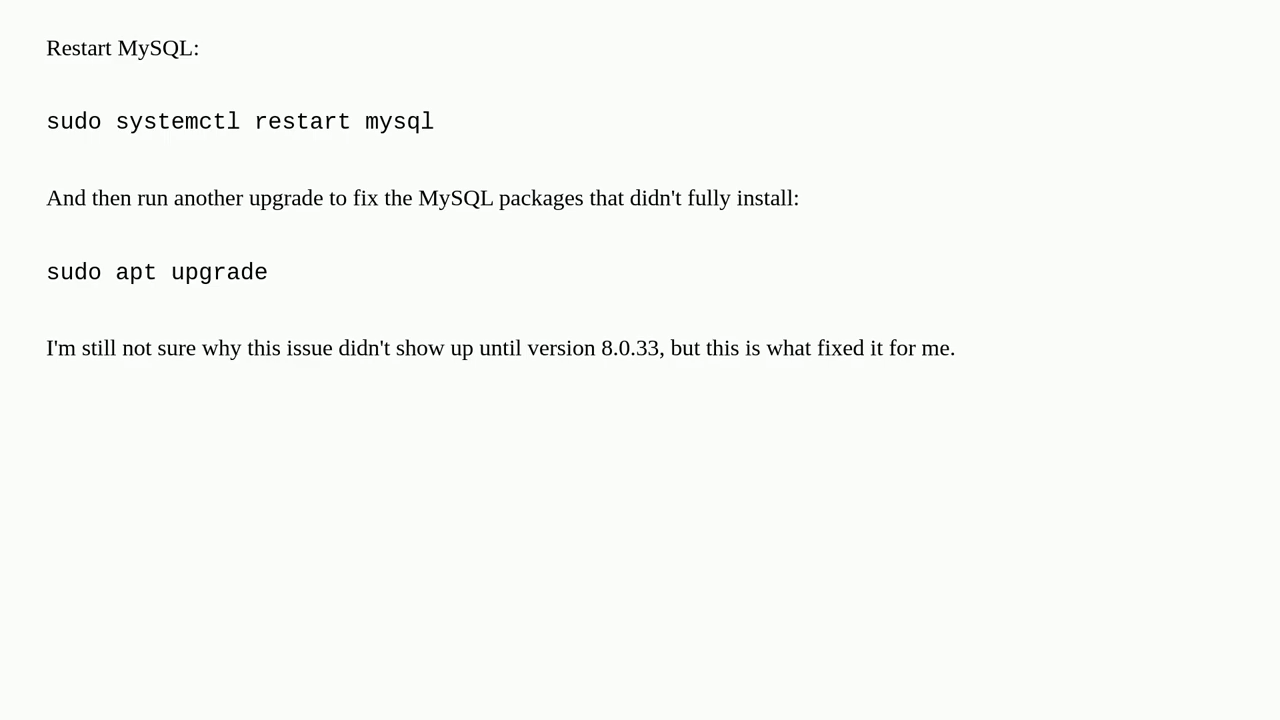 Restart MySQL:
sudo systemctl restart mysql
And then run another upgrade to fix the MySQL packages that didn't fully install:
sudo apt upgrade
I'm still not sure why this issue didn't show up until version 8.0.33, but this is what fixed it for me.